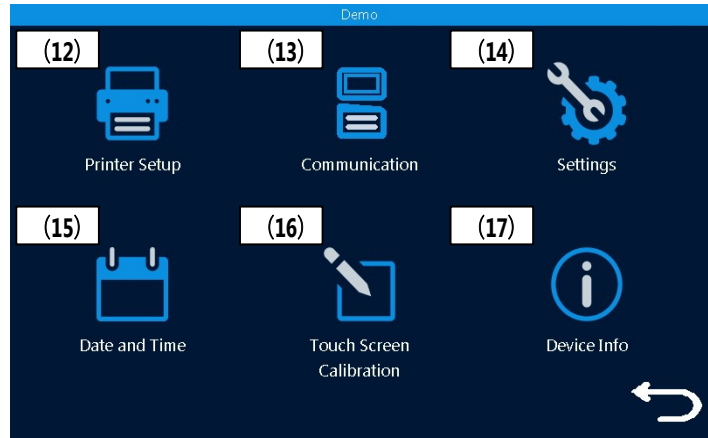 Demo
(12) (13) (14)
Printer Setup Communication Settings
(15) (16) (17)
Date and Time Touch Screen Calibration Device Info